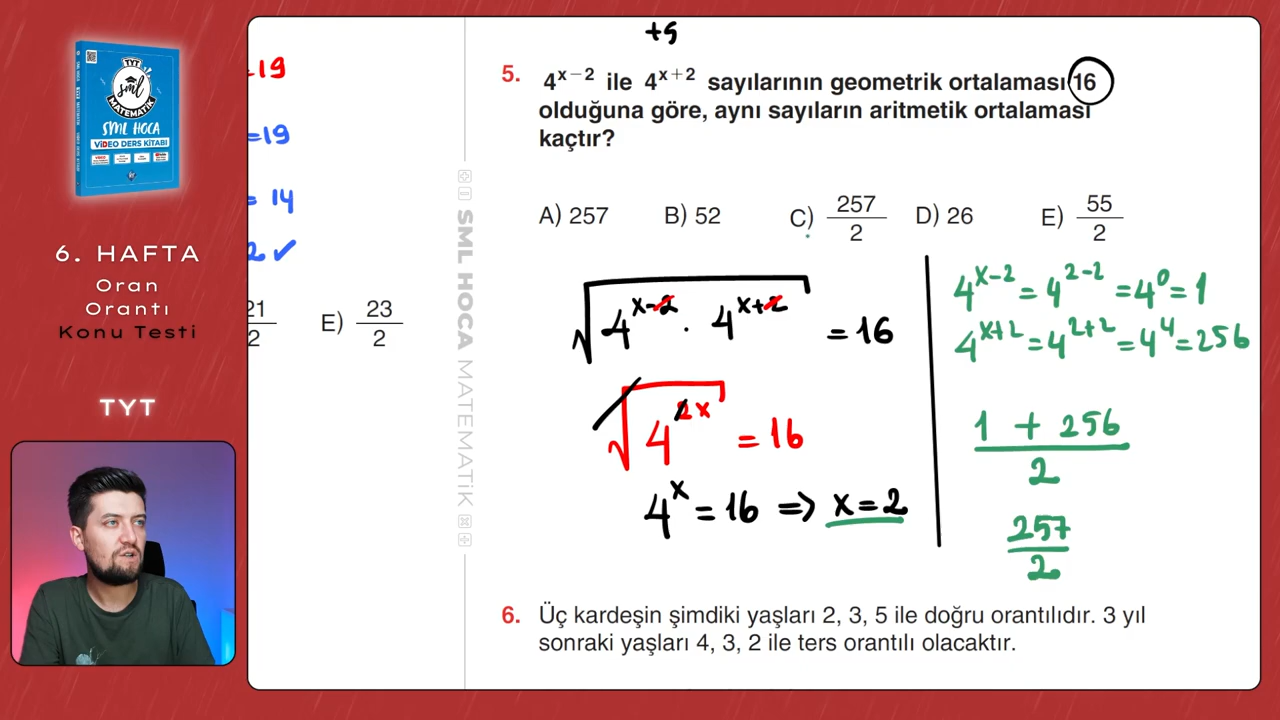 TYT
sml
MATEMATİK
SML HOCA
VİDEO DERS KİTABI
6. HAFTA
Oran
Orantı
Konu Testi
TYT
=19
=19
= 14
2 ✓
21/2
E) 23/2
SML HOCA MATEMATİK
+5
5. 4^(x−2) ile 4^(x+2) sayılarının geometrik ortalaması 16
olduğuna göre, aynı sayıların aritmetik ortalaması
kaçtır?
A) 257 B) 52 C) 257/2 D) 26 E) 55/2
√(4^(x-2) · 4^(x+2)) = 16
√(4^(2x)) = 16
4^x = 16 => x = 2
4^(x-2) = 4^(2-2) = 4^0 = 1
4^(x+2) = 4^(2+2) = 4^4 = 256
1 + 256
2
257
2
6. Üç kardeşin şimdiki yaşları 2, 3, 5 ile doğru orantılıdır. 3 yıl
sonraki yaşları 4, 3, 2 ile ters orantılı olacaktır.